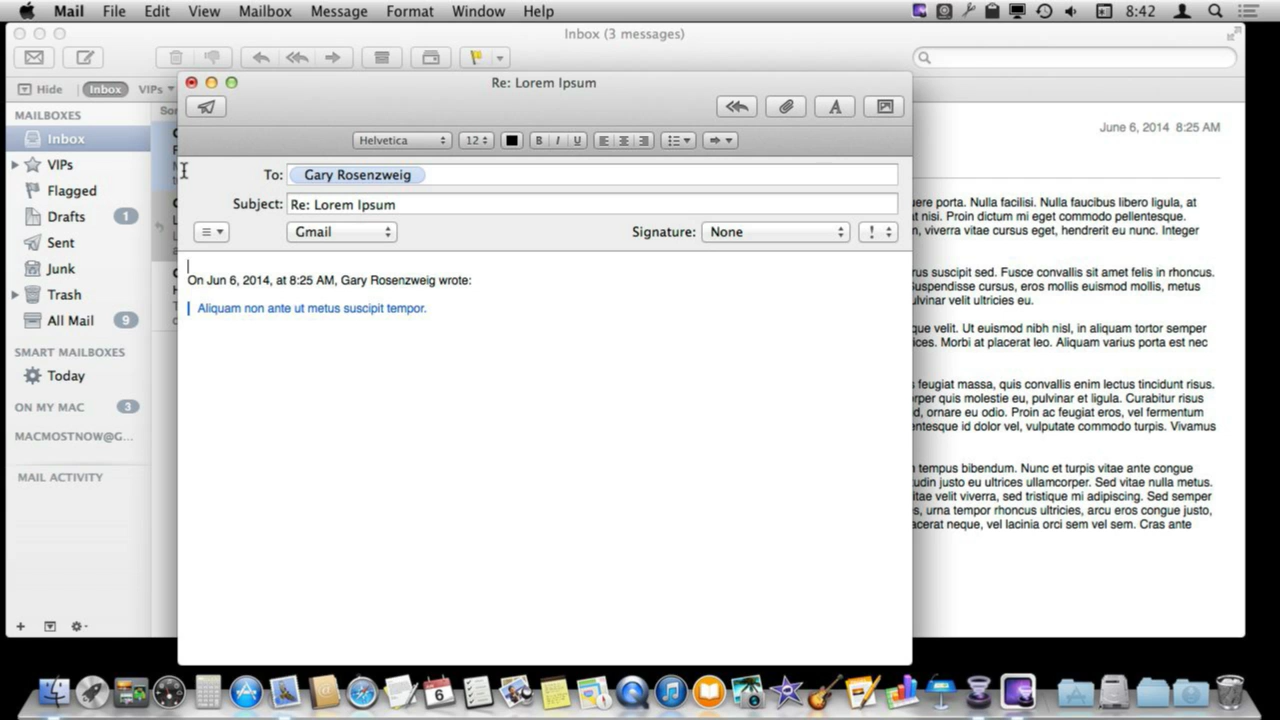 Mail File Edit View Mailbox Message Format Window Help 8:42
Inbox (3 messages)
Hide Inbox VIPs
Re: Lorem Ipsum
MAILBOXES
Inbox
VIPs
Flagged
Drafts 1
Sent
Junk
Trash
All Mail 9
SMART MAILBOXES
Today
ON MY MAC 3
MACMOSTNOW@G...
MAIL ACTIVITY
Helvetica 12 B I U
To: Gary Rosenzweig
Subject: Re: Lorem Ipsum
Gmail Signature: None !
On Jun 6, 2014, at 8:25 AM, Gary Rosenzweig wrote:
Aliquam non ante ut metus suscipit tempor.
June 6, 2014 8:25 AM
porta. Nulla facilisi. Nulla faucibus libero ligula, at
nisi. Proin dictum mi eget commodo pellentesque.
viverra vitae cursus eget, hendrerit eu nunc. Integer
suscipit sed. Fusce convallis sit amet felis in rhoncus.
Suspendisse cursus, eros mollis euismod mollis, metus
pulvinar velit ultricies eu.
velit. Ut euismod nibh nisl, in aliquam tortor semper
Morbi at placerat leo. Aliquam varius porta est nec
feugiat massa, quis convallis enim lectus tincidunt risus.
quis molestie eu, pulvinar et ligula. Curabitur risus
ornare eu odio. Proin ac feugiat eros, vel fermentum
id dolor vel, vulputate commodo turpis. Vivamus
tempus bibendum. Nunc et turpis vitae ante congue
justo eu ultrices ullamcorper. Sed vitae nulla metus.
vitae velit viverra, sed tristique mi adipiscing. Sed semper
urna tempor rhoncus ultricies, arcu eros congue justo,
neque, vel lacinia orci sem vel sem. Cras ante
6